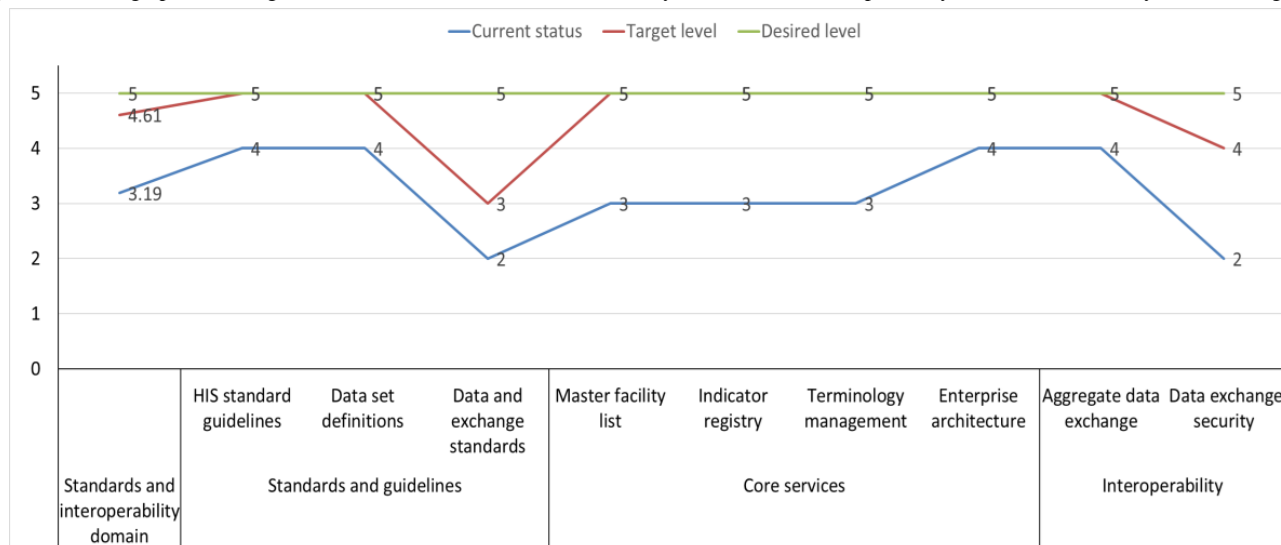 Current status Target level Desired level
5 5 5 5 5 5 5 5 5 5
4.61 3 4
3.19 4 4 2 3 3 3 4 4 2
5
4
3
2
1
0
HIS standard guidelines
Data set definitions
Data and exchange standards
Master facility list
Indicator registry
Terminology management
Enterprise architecture
Aggregate data exchange
Data exchange security
Standards and interoperability domain
Standards and guidelines
Core services
Interoperability